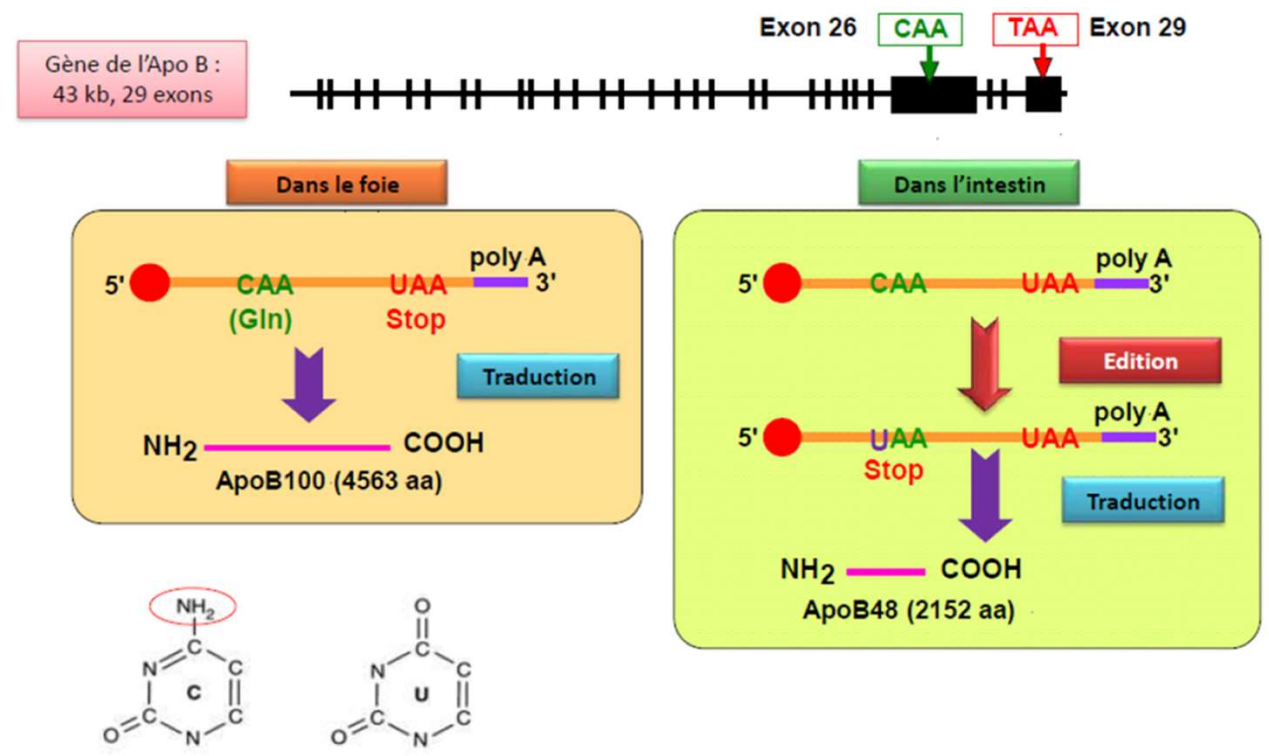 Exon 26 CAA TAA Exon 29
Gène de l'Apo B :
43 kb, 29 exons
Dans le foie
5' CAA UAA poly A 3'
(Gln) Stop
Traduction
NH2 COOH
ApoB100 (4563 aa)
Dans l'intestin
5' CAA UAA poly A 3'
Edition
5' UAA UAA poly A 3'
Stop
Traduction
NH2 COOH
ApoB48 (2152 aa)
NH2
C
N C
C
O C C
N
O
C
N C
U
O C C
N